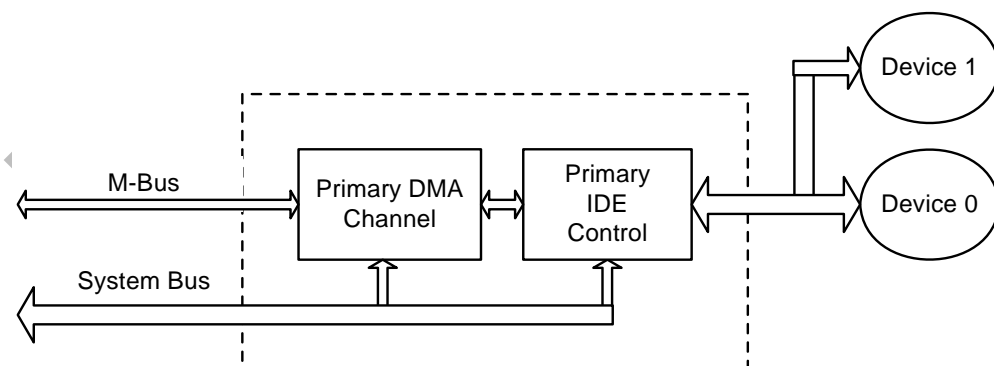 Device 1
M-Bus
Primary DMA
Channel
Primary
IDE
Control
Device 0
System Bus